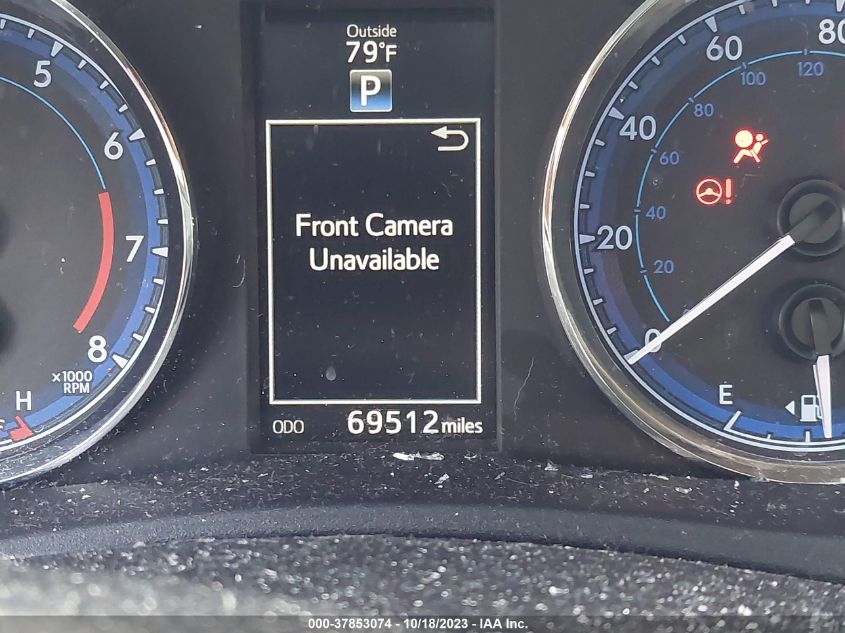 Outside
79°F
P
Front Camera
Unavailable
ODO 69512 miles
5
6
7
8
x1000
RPM
H
0
20
40
60
80
20
40
60
80
100
120
E
000-37853074 - 10/18/2023 - IAA Inc.